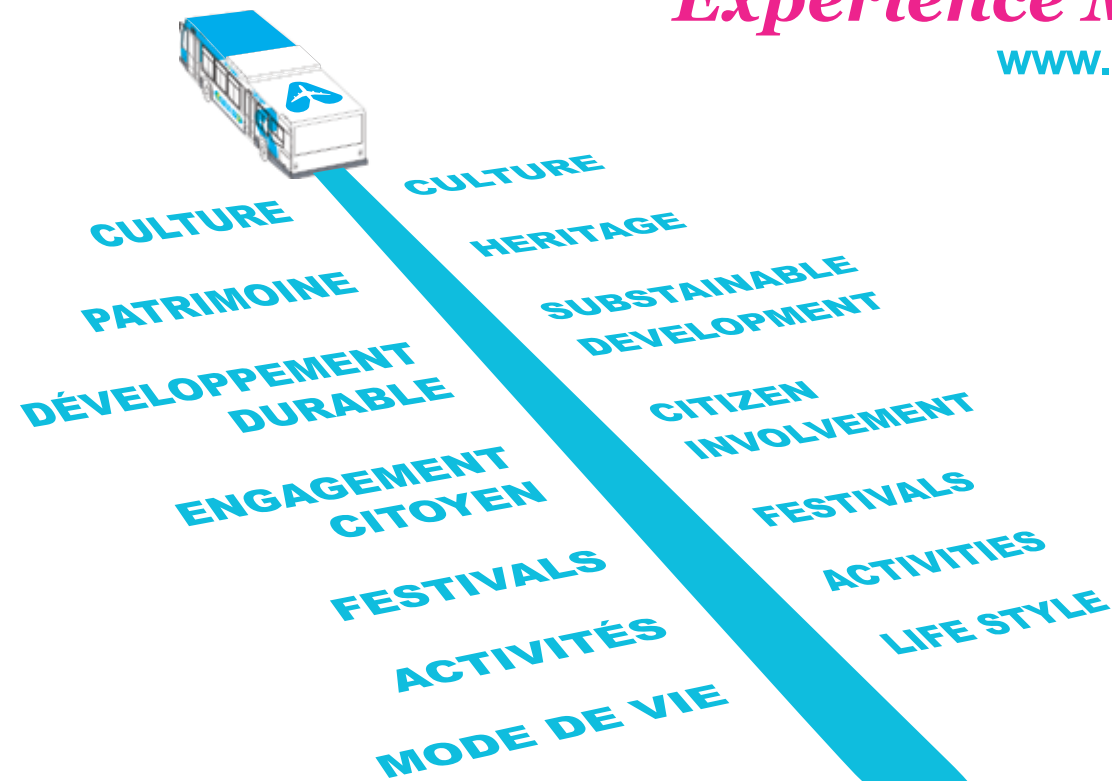 Experience M
www.
CULTURE
PATRIMOINE
DÉVELOPPEMENT
DURABLE
ENGAGEMENT
CITOYEN
FESTIVALS
ACTIVITÉS
MODE DE VIE
CULTURE
HERITAGE
SUBSTAINABLE
DEVELOPMENT
CITIZEN
INVOLVEMENT
FESTIVALS
ACTIVITIES
LIFE STYLE